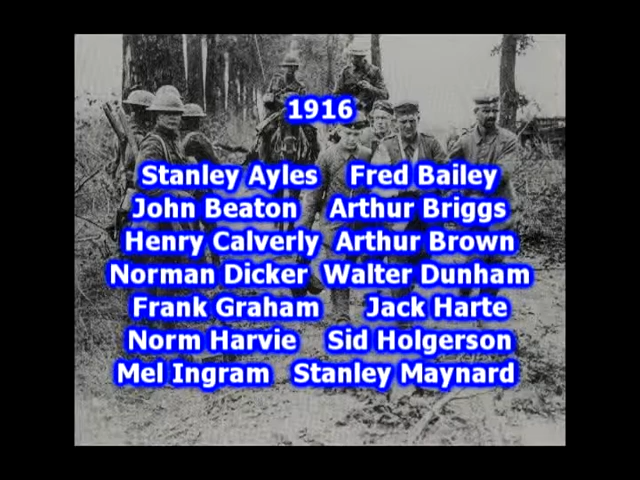 1916
Stanley Ayles Fred Bailey
John Beaton Arthur Briggs
Henry Calverly Arthur Brown
Norman Dicker Walter Dunham
Frank Graham Jack Harte
Norm Harvie Sid Holgerson
Mel Ingram Stanley Maynard